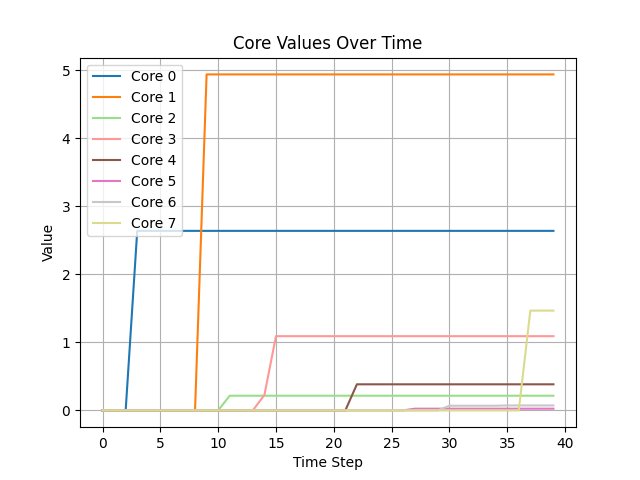 Core Values Over Time
Value
5
4
3
2
1
0
Core 0
Core 1
Core 2
Core 3
Core 4
Core 5
Core 6
Core 7
0 5 10 15 20 25 30 35 40
Time Step